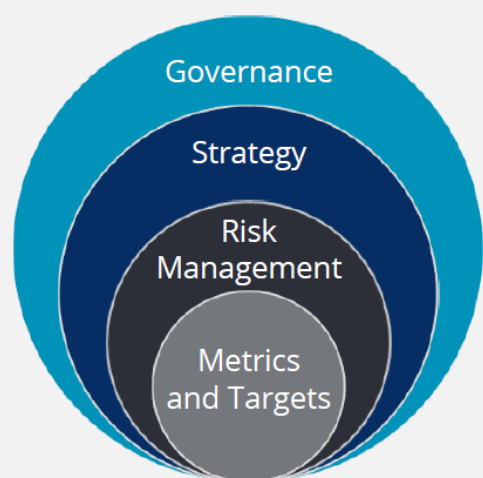 Governance
Strategy
Risk
Management
Metrics
and Targets